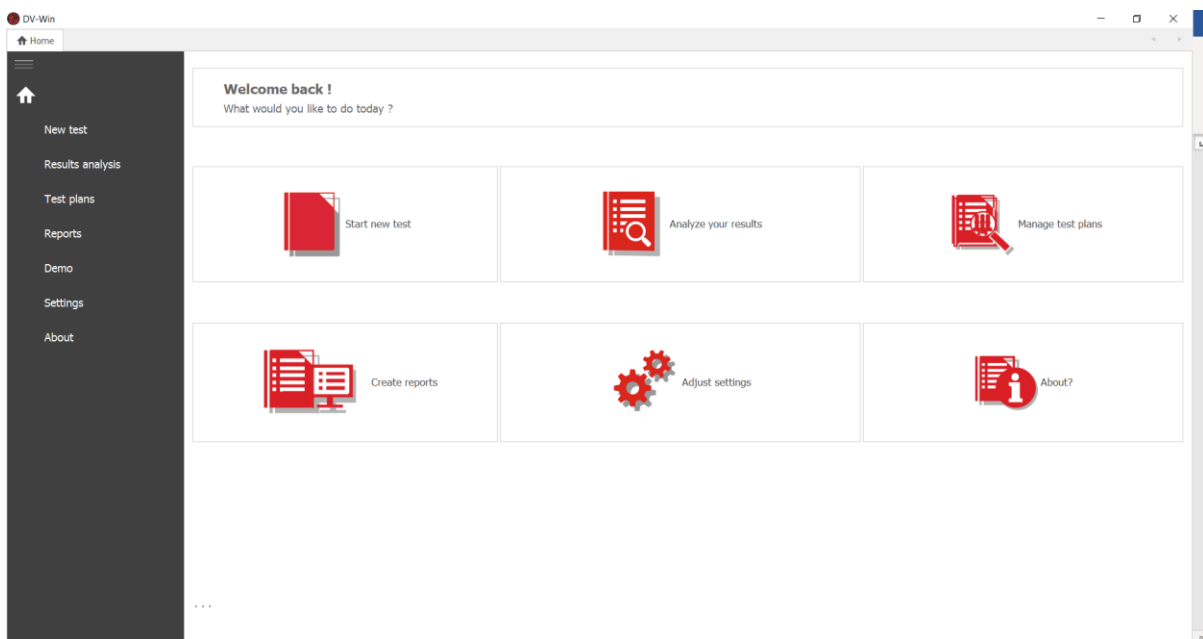 DV-Win
Home
Welcome back !
What would you like to do today ?
New test
Results analysis
Test plans
Reports
Demo
Settings
About
Start new test
Analyze your results
Manage test plans
Create reports
Adjust settings
About?
...